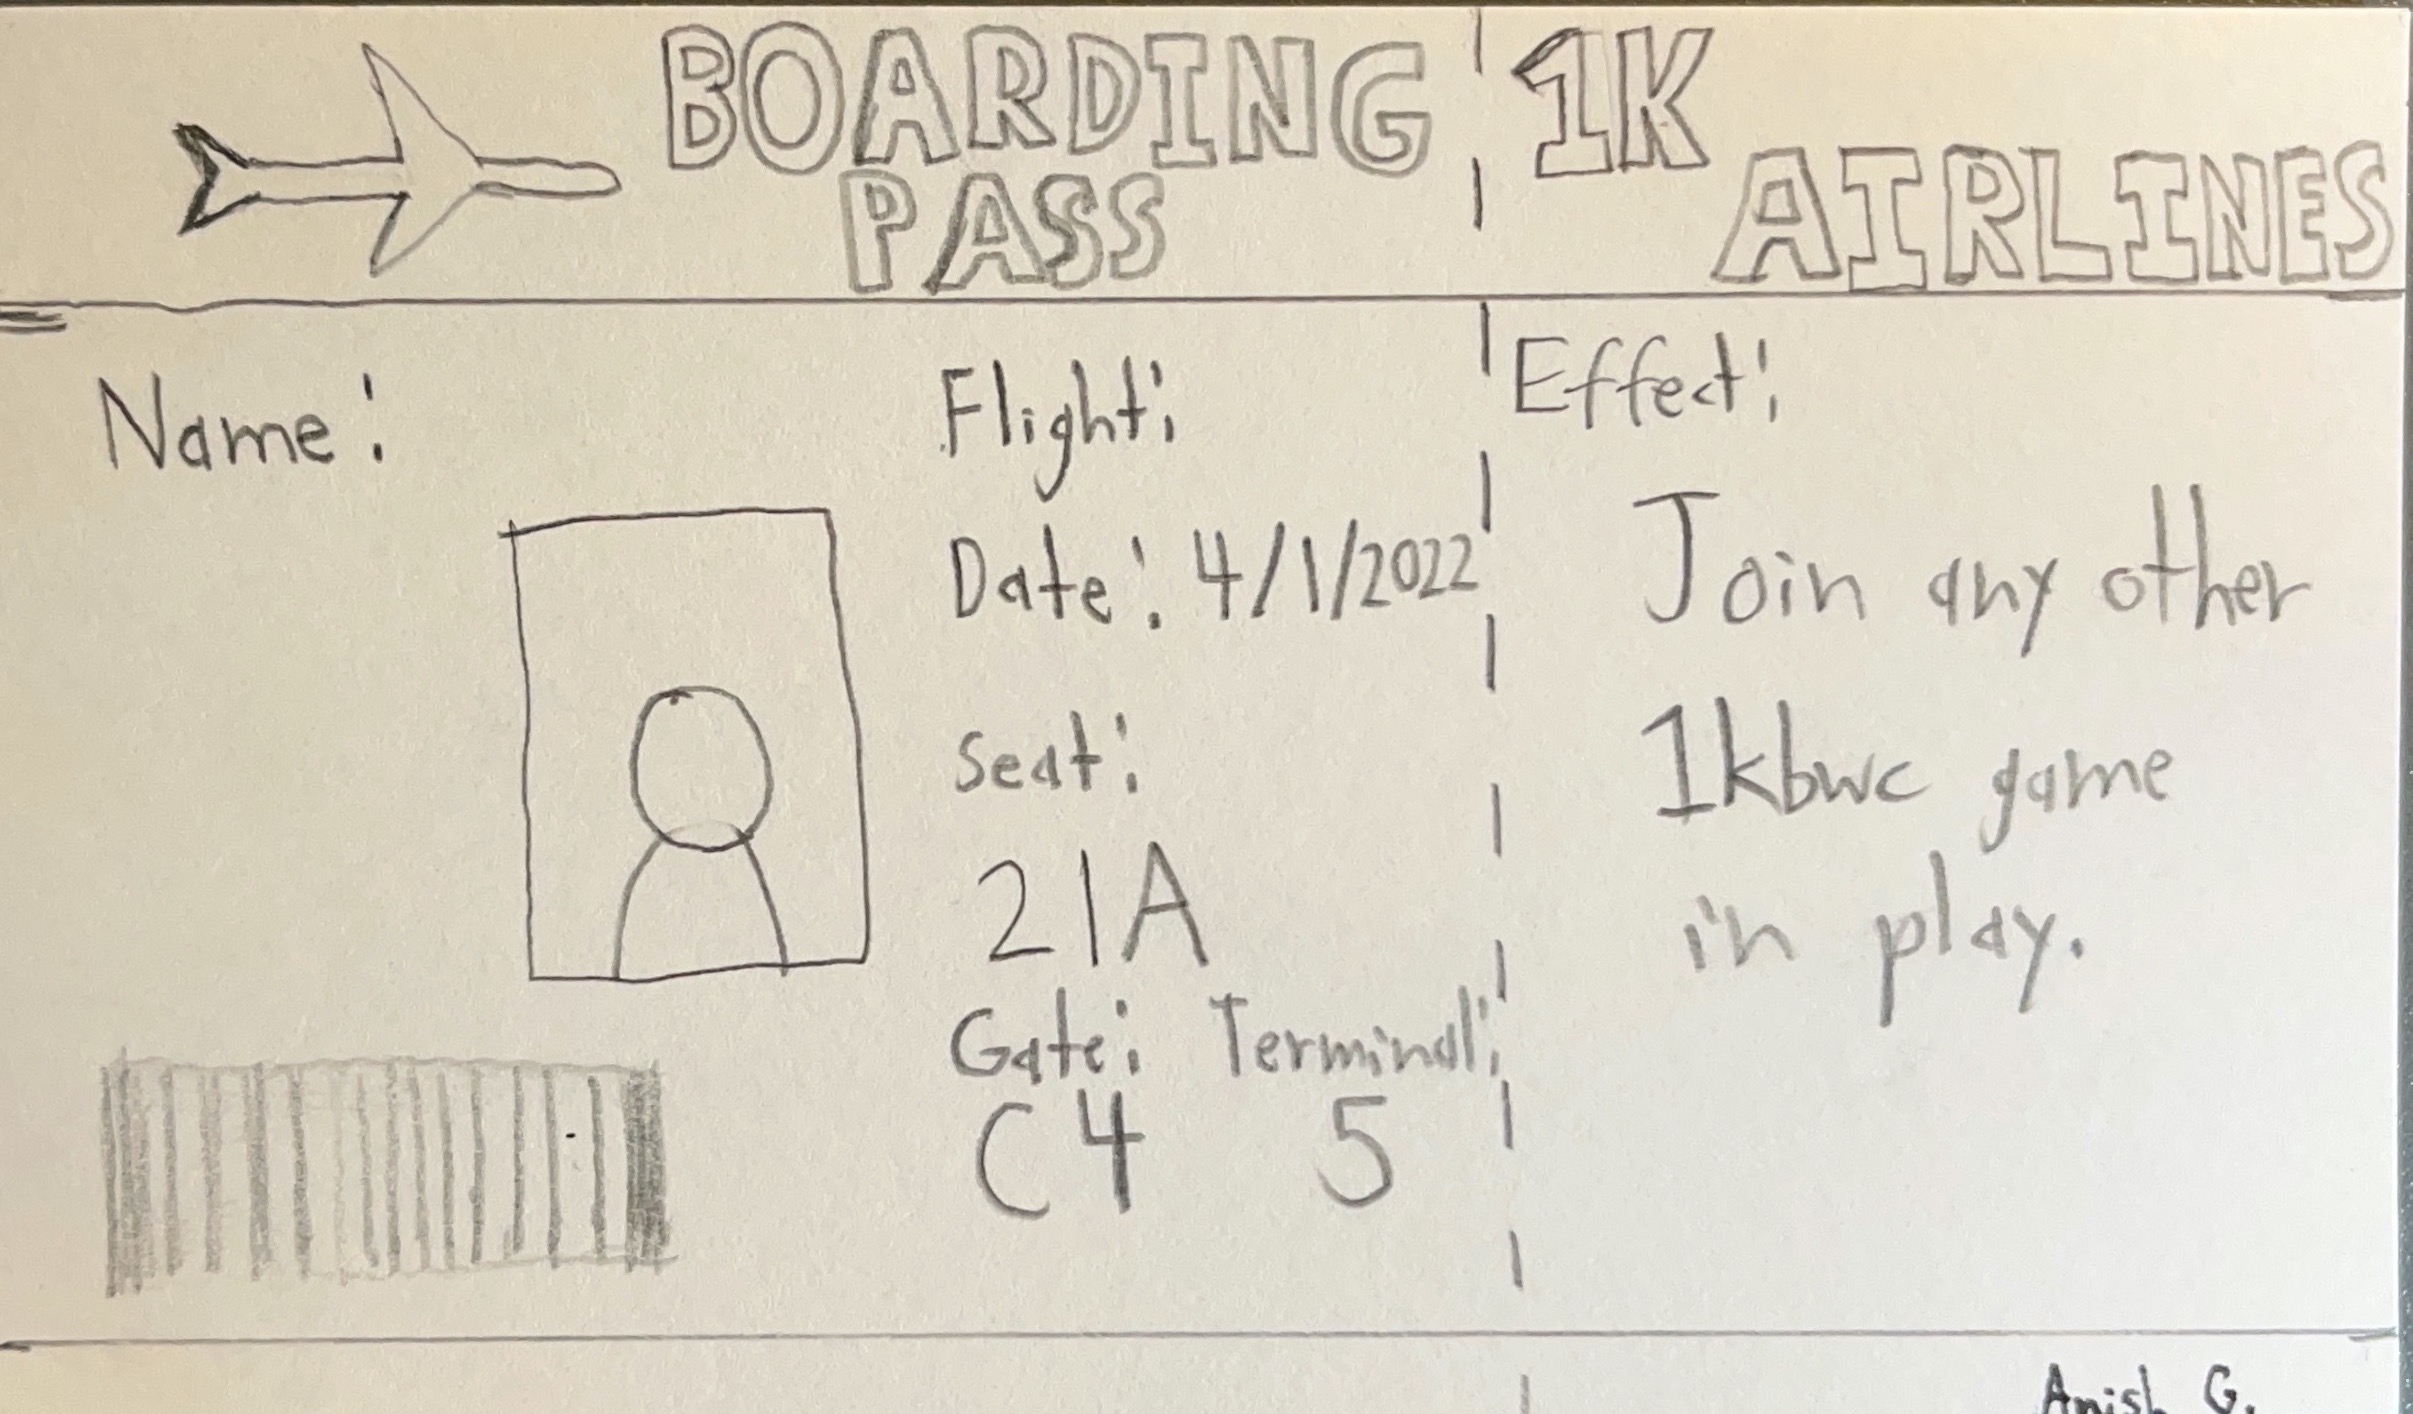 BOARDING
PASS
1K
AIRLINES
Name:
Flight:
Date: 4/1/2022
Seat:
21A
Gate: Terminal:
C4 5
Effect:
Join any other
1kbwc game
in play.
Anish G.